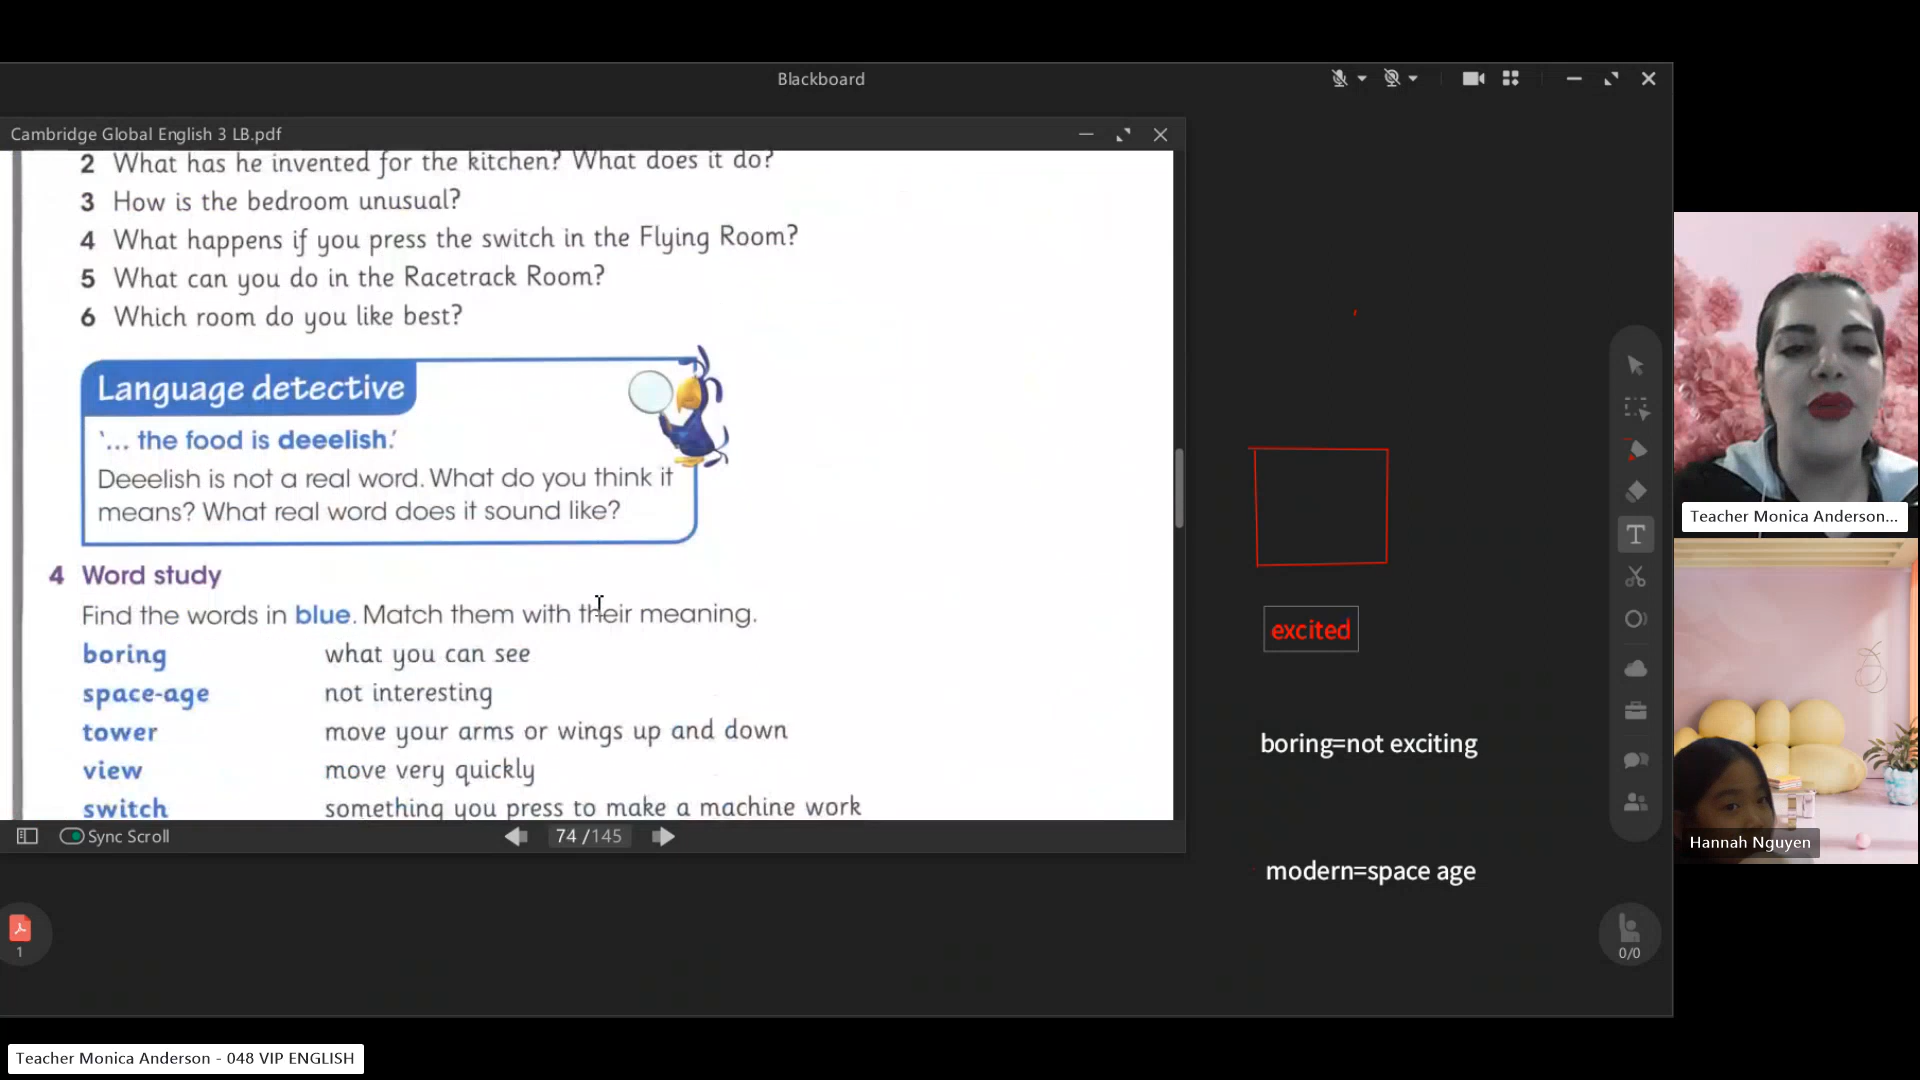 Blackboard
Cambridge Global English 3 LB.pdf
2 What has he invented for the kitchen? What does it do?
3 How is the bedroom unusual?
4 What happens if you press the switch in the Flying Room?
5 What can you do in the Racetrack Room?
6 Which room do you like best?
Language detective
‘... the food is deeelish.’
Deeelish is not a real word. What do you think it
means? What real word does it sound like?
4 Word study
Find the words in blue. Match them with their meaning.
boring what you can see
space-age not interesting
tower move your arms or wings up and down
view move very quickly
switch something you press to make a machine work
Sync Scroll
74 /145
1
excited
boring=not exciting
modern=space age
T
0/0
Teacher Monica Anderson...
Hannah Nguyen
Teacher Monica Anderson - 048 VIP ENGLISH